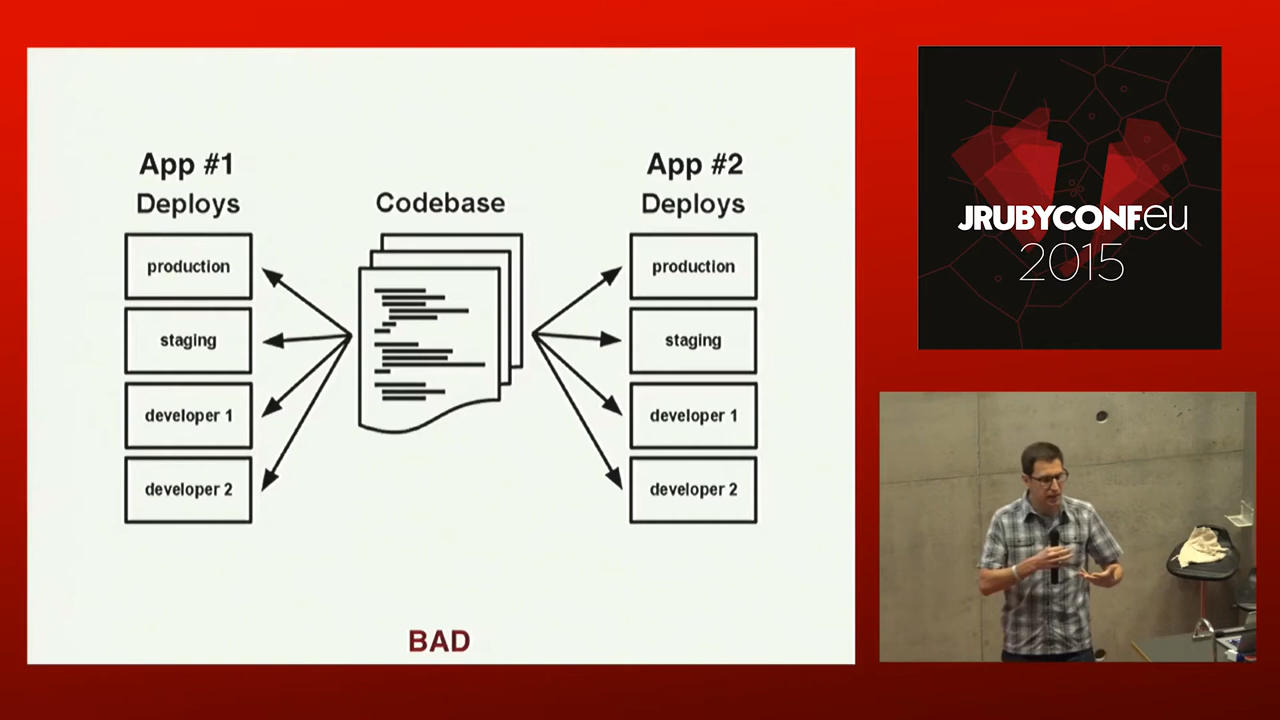 App #1
Deploys
production
staging
developer 1
developer 2
Codebase
App #2
Deploys
production
staging
developer 1
developer 2
BAD
JRUBYCONF.eu
2015